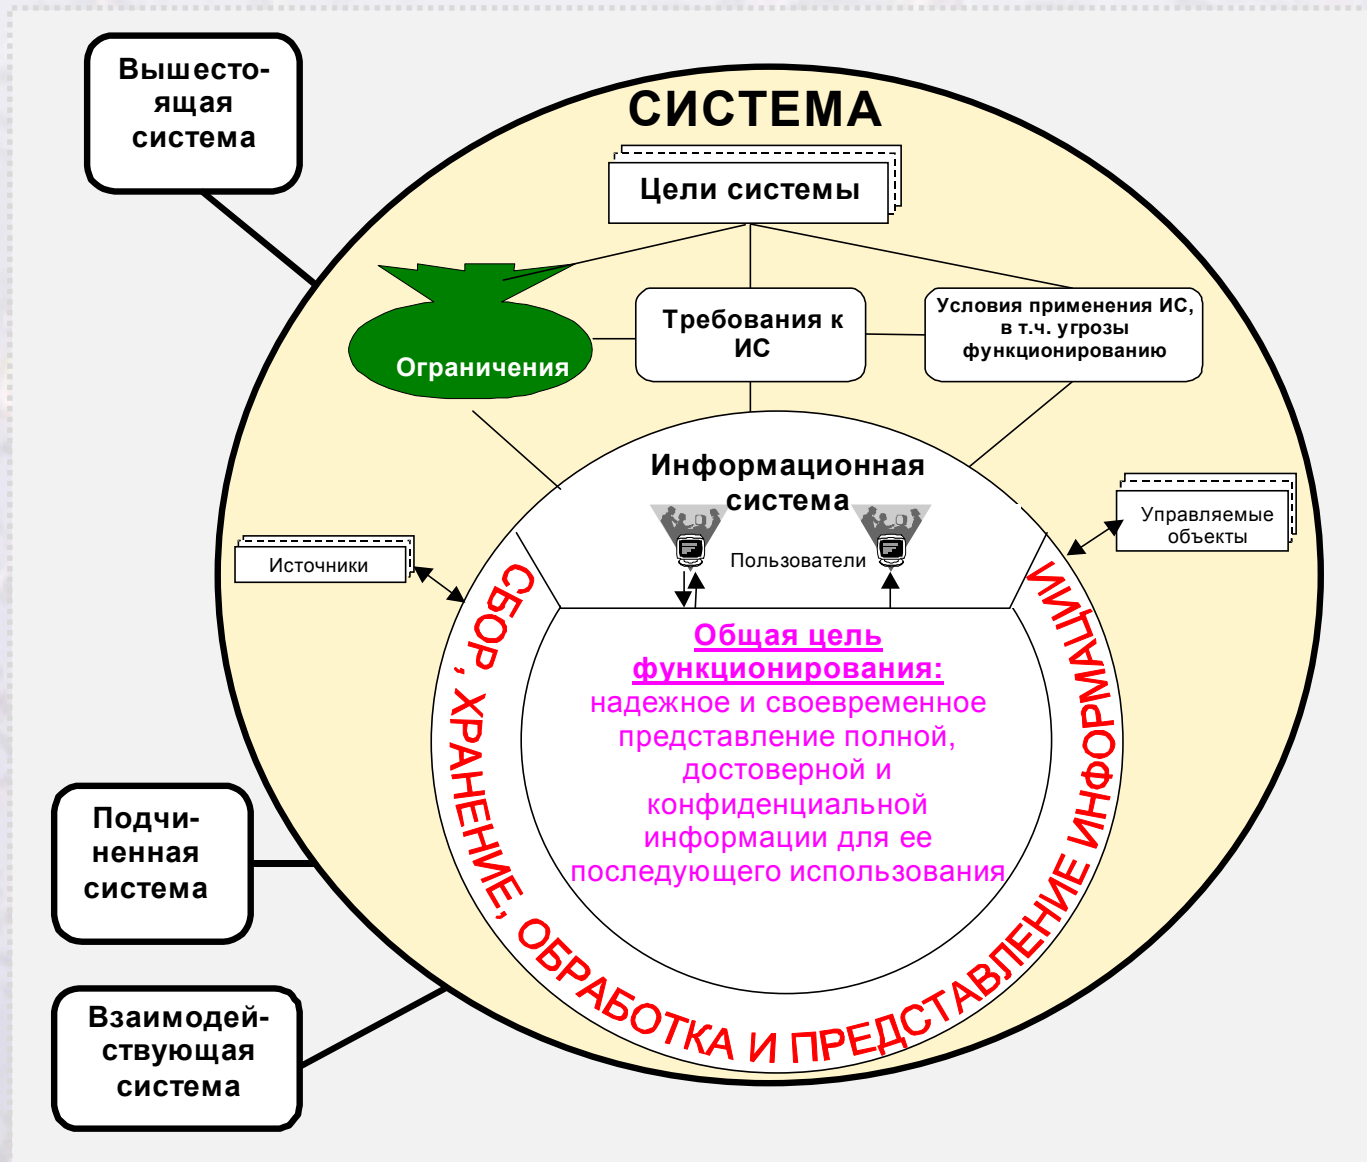 Вышесто-
ящая
система
СИСТЕМА
Цели системы
Ограничения
Требования к
ИС
Условия применения ИС,
в т.ч. угрозы
функционированию
Информационная
система
Пользователи
Источники
Управляемые
объекты
СБОР, ХРАНЕНИЕ, ОБРАБОТКА И ПРЕДСТАВЛЕНИЕ ИНФОРМАЦИИ
Общая цель
функционирования:
надежное и своевременное
представление полной,
достоверной и
конфиденциальной
информации для ее
последующего использования
Подчи-
ненная
система
Взаимодей-
ствующая
система